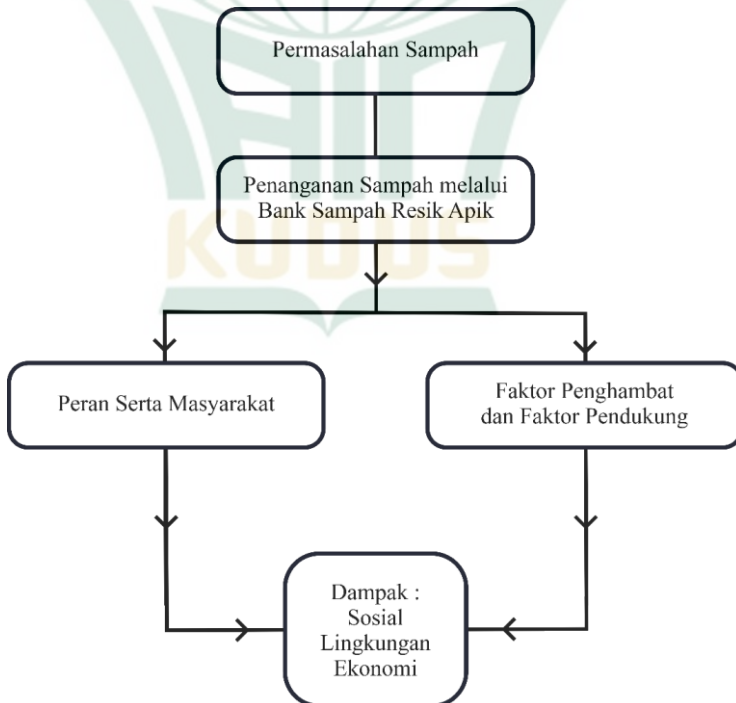 Permasalahan Sampah
Penanganan Sampah melalui
Bank Sampah Resik Apik
KUDUS
Peran Serta Masyarakat
Faktor Penghambat
dan Faktor Pendukung
Dampak :
Sosial
Lingkungan
Ekonomi